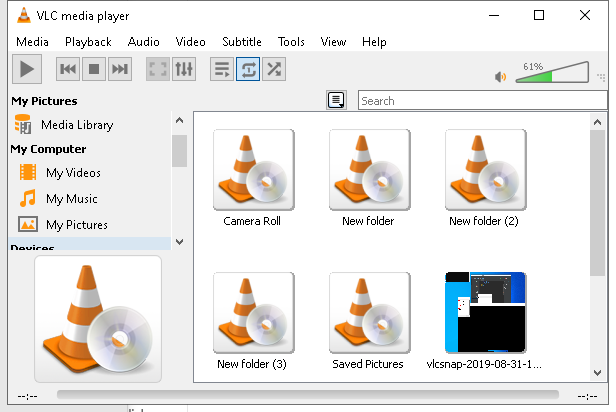 VLC media player
Media Playback Audio Video Subtitle Tools View Help
61%
My Pictures
Search
Media Library
My Computer
My Videos
My Music
My Pictures
Devices
Camera Roll
New folder
New folder (2)
New folder (3)
Saved Pictures
vlcsnap-2019-08-31-1...
--:--
--:--